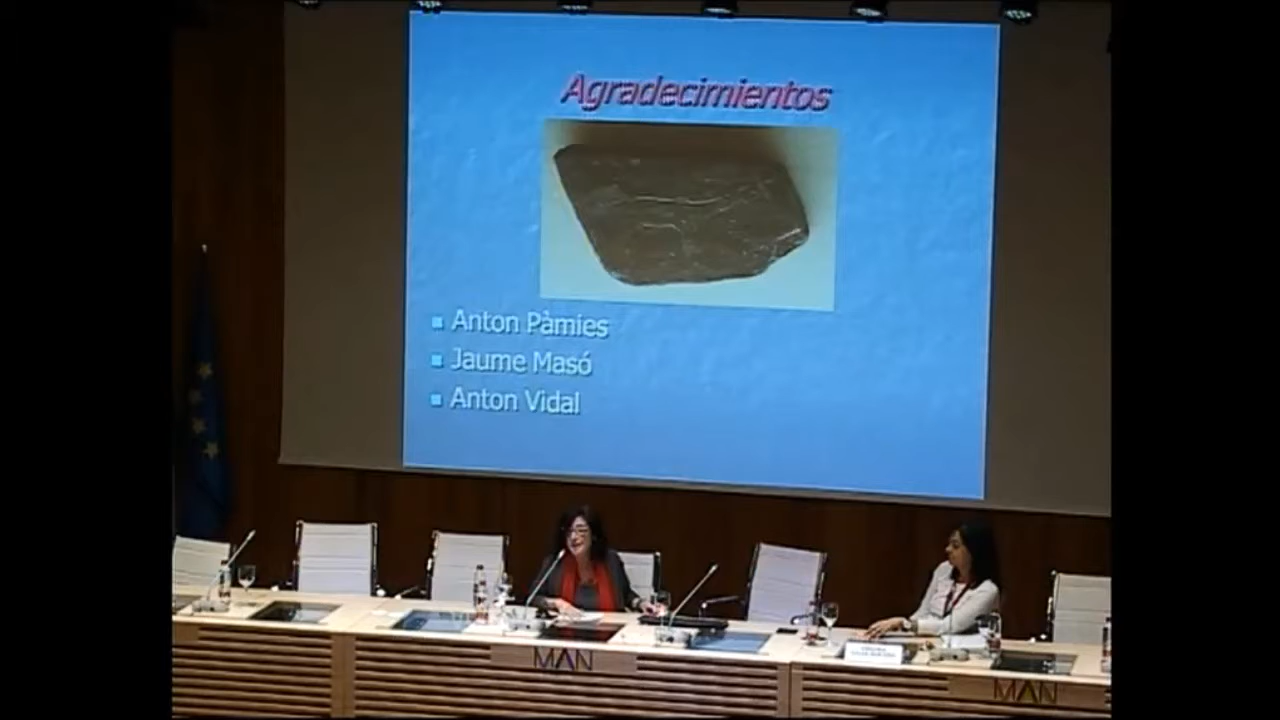 Agradecimientos
Anton Pàmies
Jaume Masó
Anton Vidal
MAN
MAN